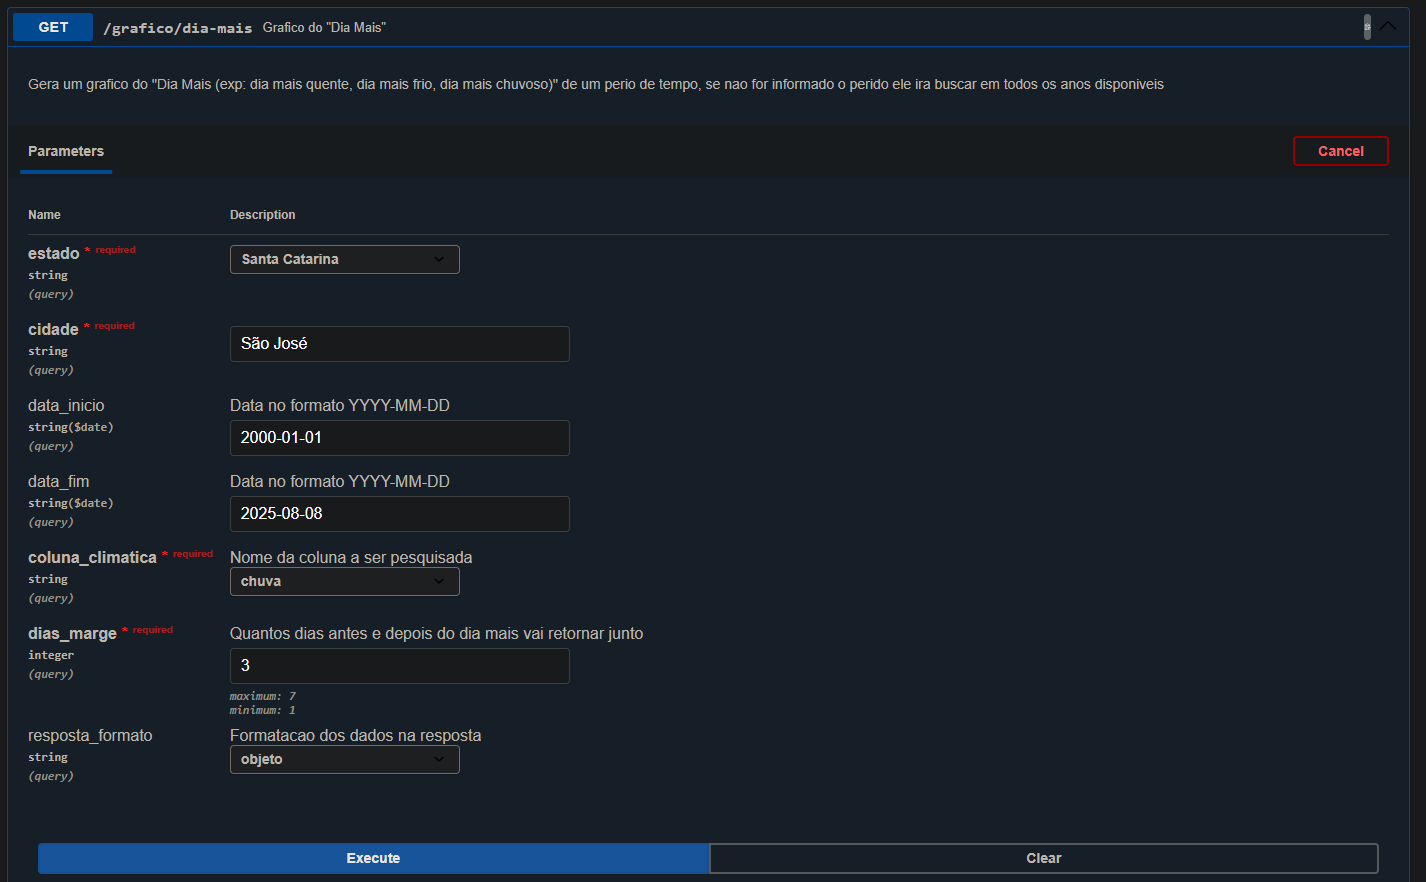 GET /grafico/dia-mais Grafico do "Dia Mais"
Gera um grafico do "Dia Mais (exp: dia mais quente, dia mais frio, dia mais chuvoso)" de um perio de tempo, se nao for informado o perido ele ira buscar em todos os anos disponiveis
Parameters
Cancel
Name Description
estado * required
string
(query)
Santa Catarina
cidade * required
string
(query)
São José
data_inicio
string($date)
(query)
Data no formato YYYY-MM-DD
2000-01-01
data_fim
string($date)
(query)
Data no formato YYYY-MM-DD
2025-08-08
coluna_climatica * required
string
(query)
Nome da coluna a ser pesquisada
chuva
dias_marge * required
integer
(query)
Quantos dias antes e depois do dia mais vai retornar junto
3
maximum: 7
minimum: 1
resposta_formato
string
(query)
Formatacao dos dados na resposta
objeto
Execute
Clear